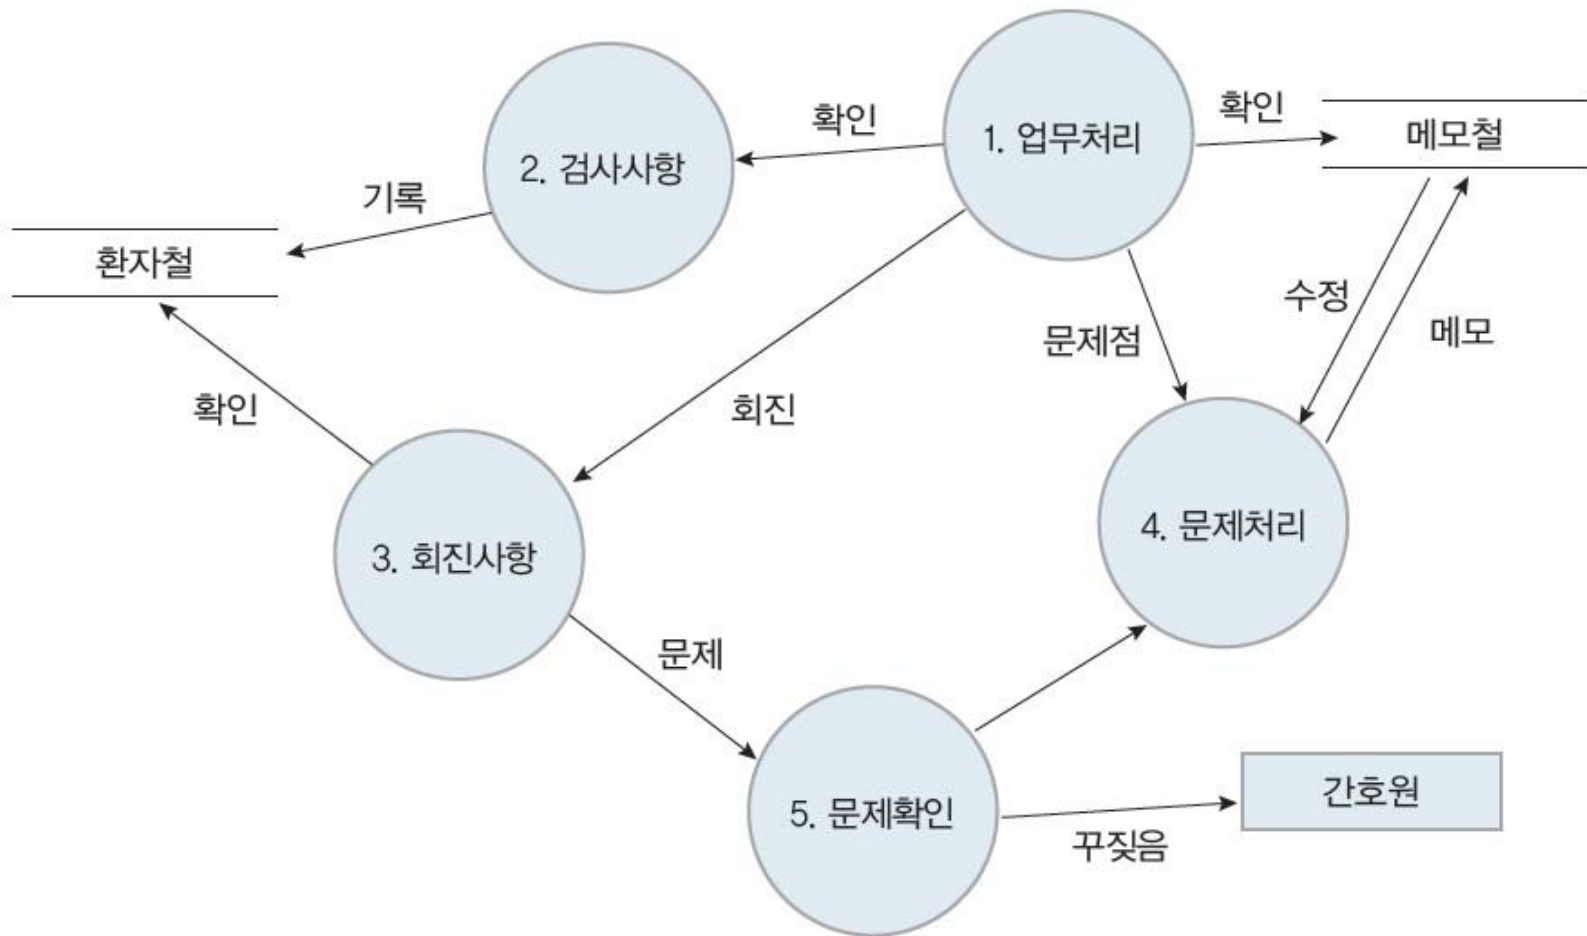 확인
1. 업무처리
확인
메모철
2. 검사사항
기록
환자철
수정
메모
문제점
확인
회진
3. 회진사항
4. 문제처리
문제
5. 문제확인
간호원
꾸짖음